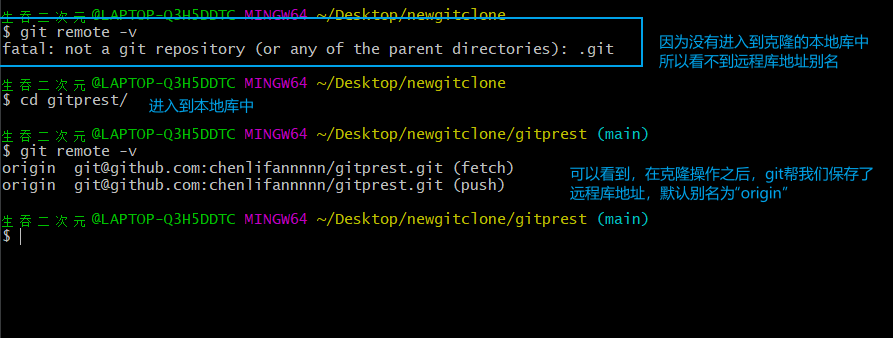 生吞二次元@LAPTOP-Q3H5DDTC MINGW64 ~/Desktop/newgitclone
$ git remote -v
fatal: not a git repository (or any of the parent directories): .git
因为没有进入到克隆的本地库中
所以看不到远程库地址别名
生吞二次元@LAPTOP-Q3H5DDTC MINGW64 ~/Desktop/newgitclone
$ cd gitprest/
进入到本地库中
生吞二次元@LAPTOP-Q3H5DDTC MINGW64 ~/Desktop/newgitclone/gitprest (main)
$ git remote -v
origin  git@github.com:chenlifannnnn/gitprest.git (fetch)
origin  git@github.com:chenlifannnnn/gitprest.git (push)
可以看到，在克隆操作之后，git帮我们保存了
远程库地址，默认别名为“origin”
生吞二次元@LAPTOP-Q3H5DDTC MINGW64 ~/Desktop/newgitclone/gitprest (main)
$